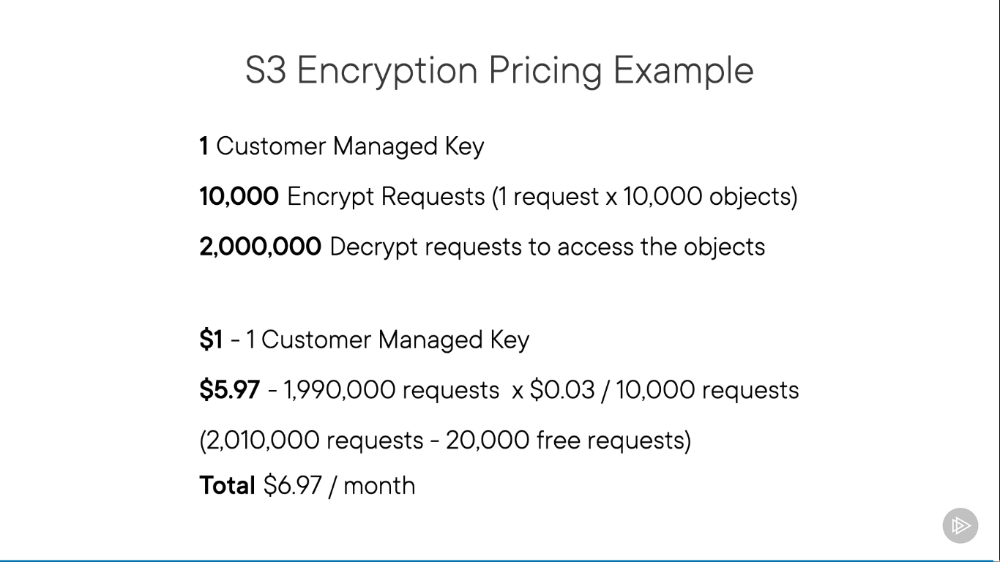 S3 Encryption Pricing Example
1 Customer Managed Key
10,000 Encrypt Requests (1 request x 10,000 objects)
2,000,000 Decrypt requests to access the objects
$1 - 1 Customer Managed Key
$5.97 - 1,990,000 requests  x $0.03 / 10,000 requests
(2,010,000 requests - 20,000 free requests)
Total $6.97 / month